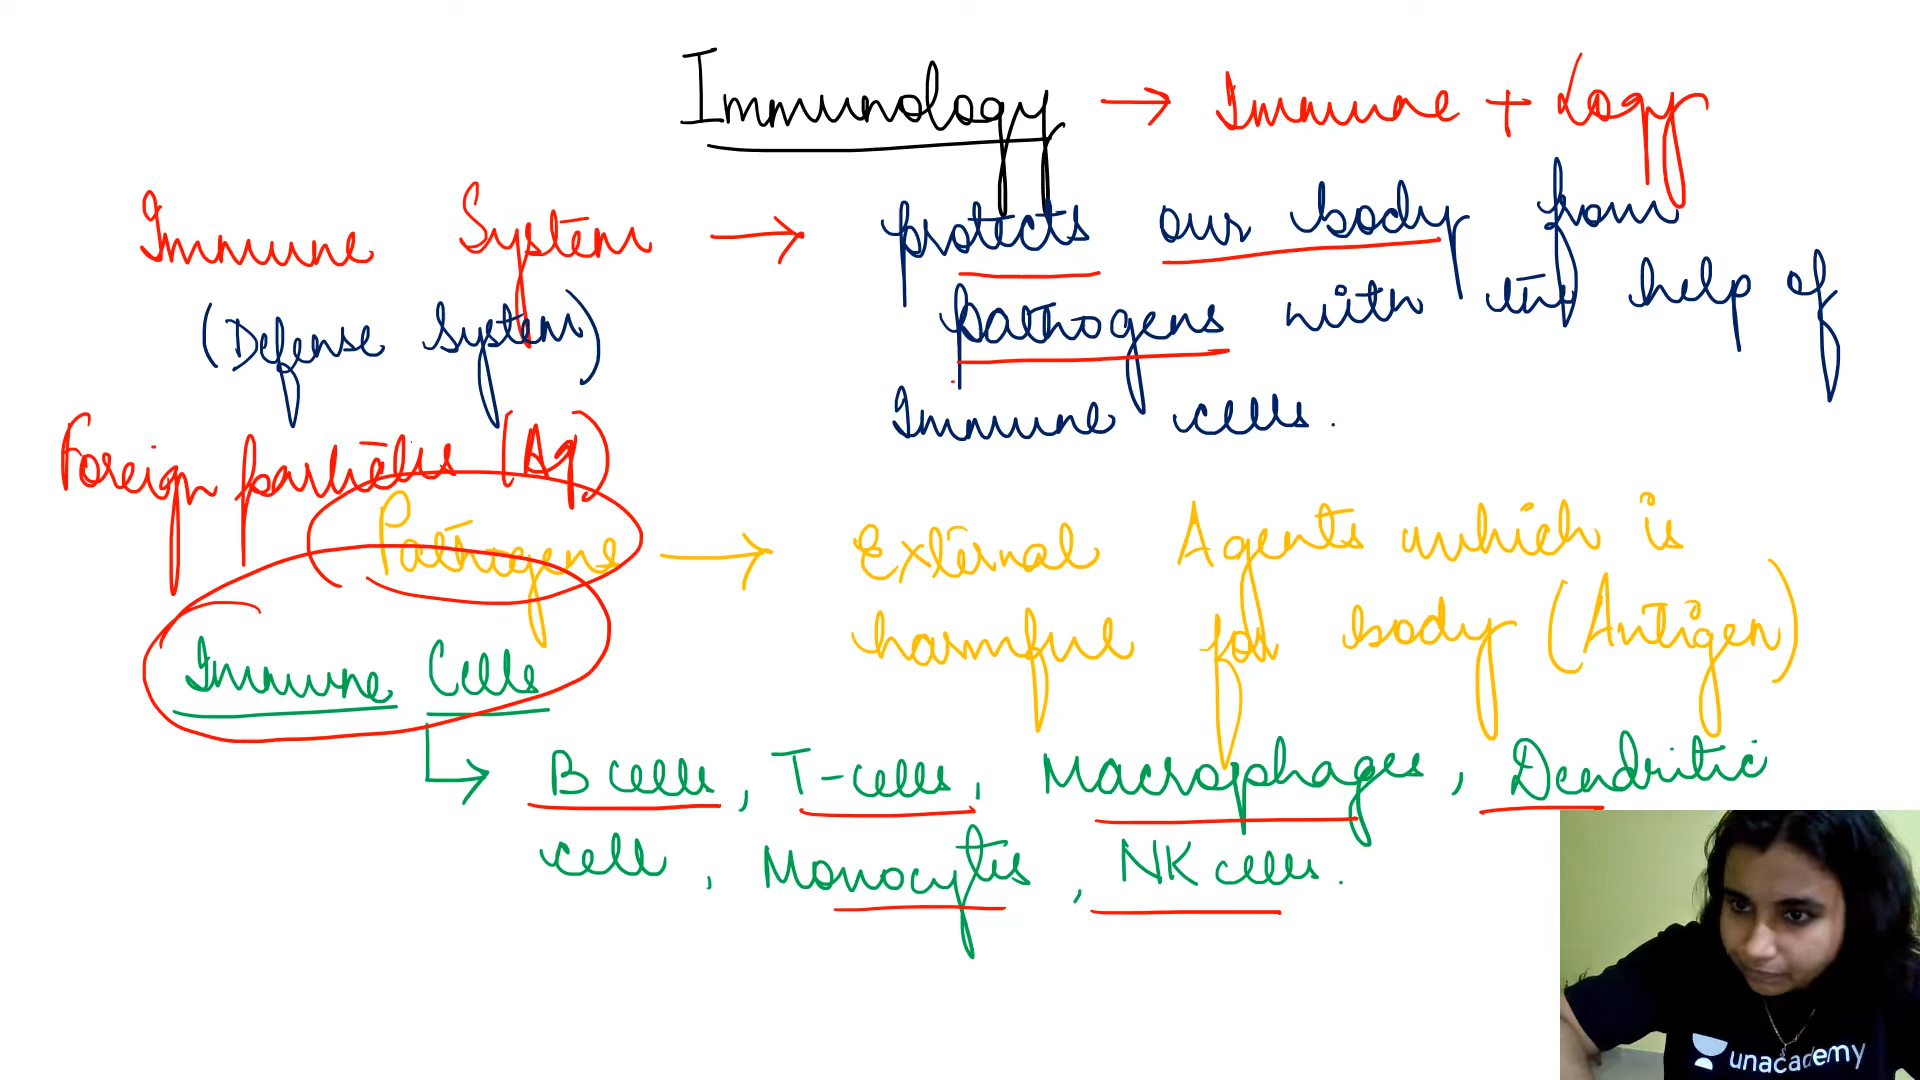 Immunology → Immune + Logy
Immune System → protects our body from
(Defense System) pathogens with the help of
Immune cells.
Foreign particles (Ag)
Pathogens → External Agents which is
harmful for body (Antigen)
Immune Cells
B cells, T-cells, Macrophages, Dendritic
cell, Monocytes, NK cells.
unacademy